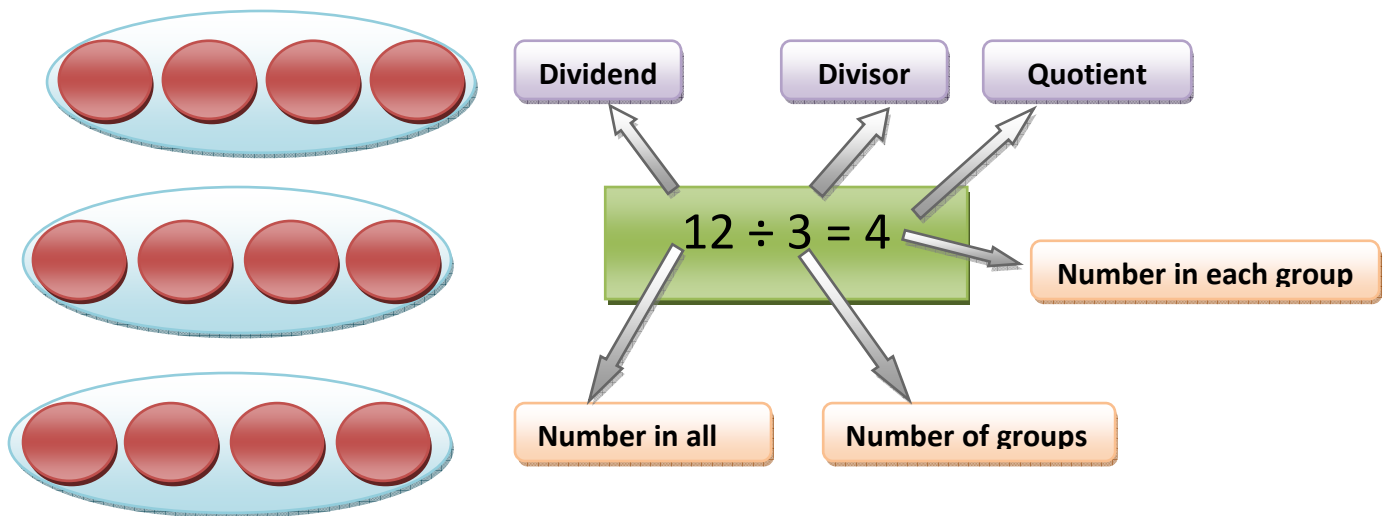 Dividend
Divisor
Quotient
12 ÷ 3 = 4
Number in each group
Number in all
Number of groups